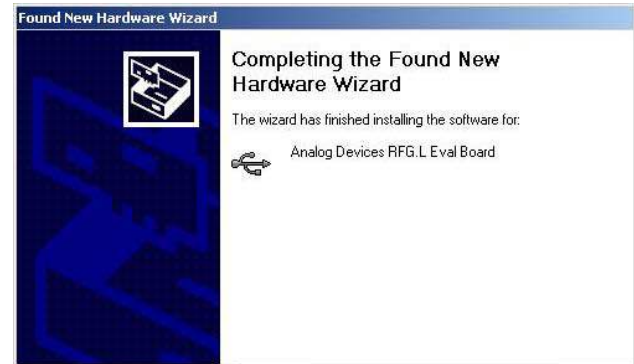 Found New Hardware Wizard
Completing the Found New
Hardware Wizard
The wizard has finished installing the software for:
Analog Devices RFG.L Eval Board